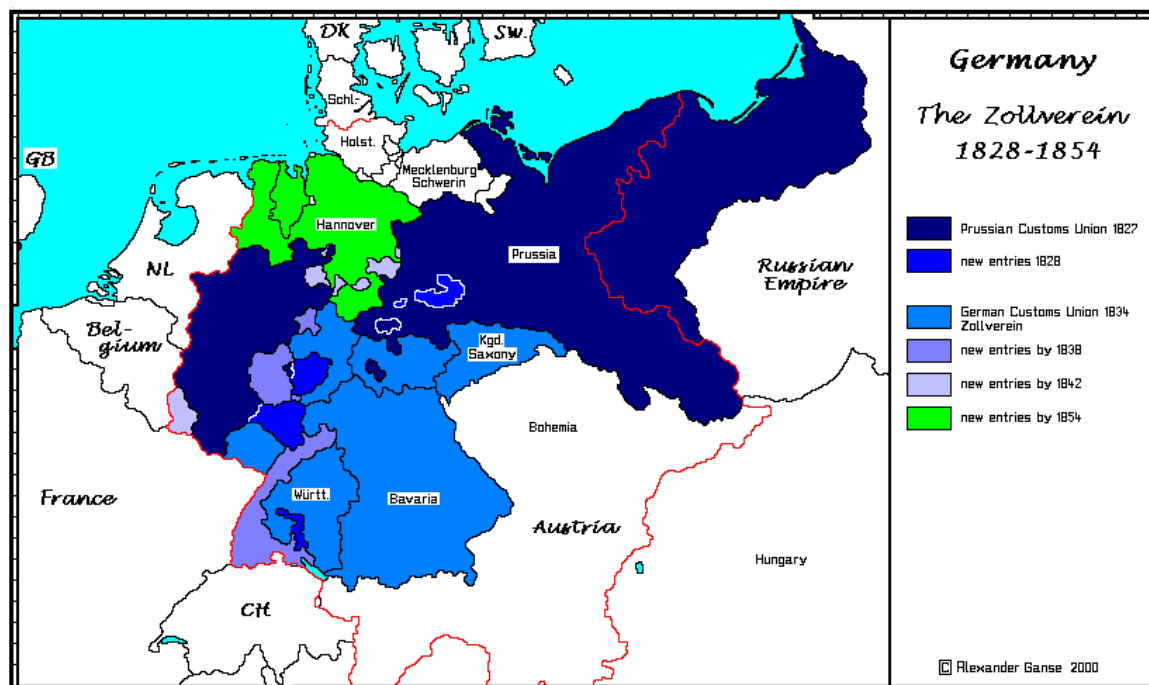 Germany
The Zollverein
1828-1854
Prussian Customs Union 1827
new entries 1828
German Customs Union 1834
Zollverein
new entries by 1838
new entries by 1842
new entries by 1854
© Alexander Ganse 2000
DK
Sw.
Schl.-
Holst.
GB
Mecklenburg
Schwerin
Hannover
NL
Prussia
Russian
Empire
Bel-
gium
Kgd.
Saxony
Bohemia
France
Württ.
Bavaria
Austria
Hungary
CH